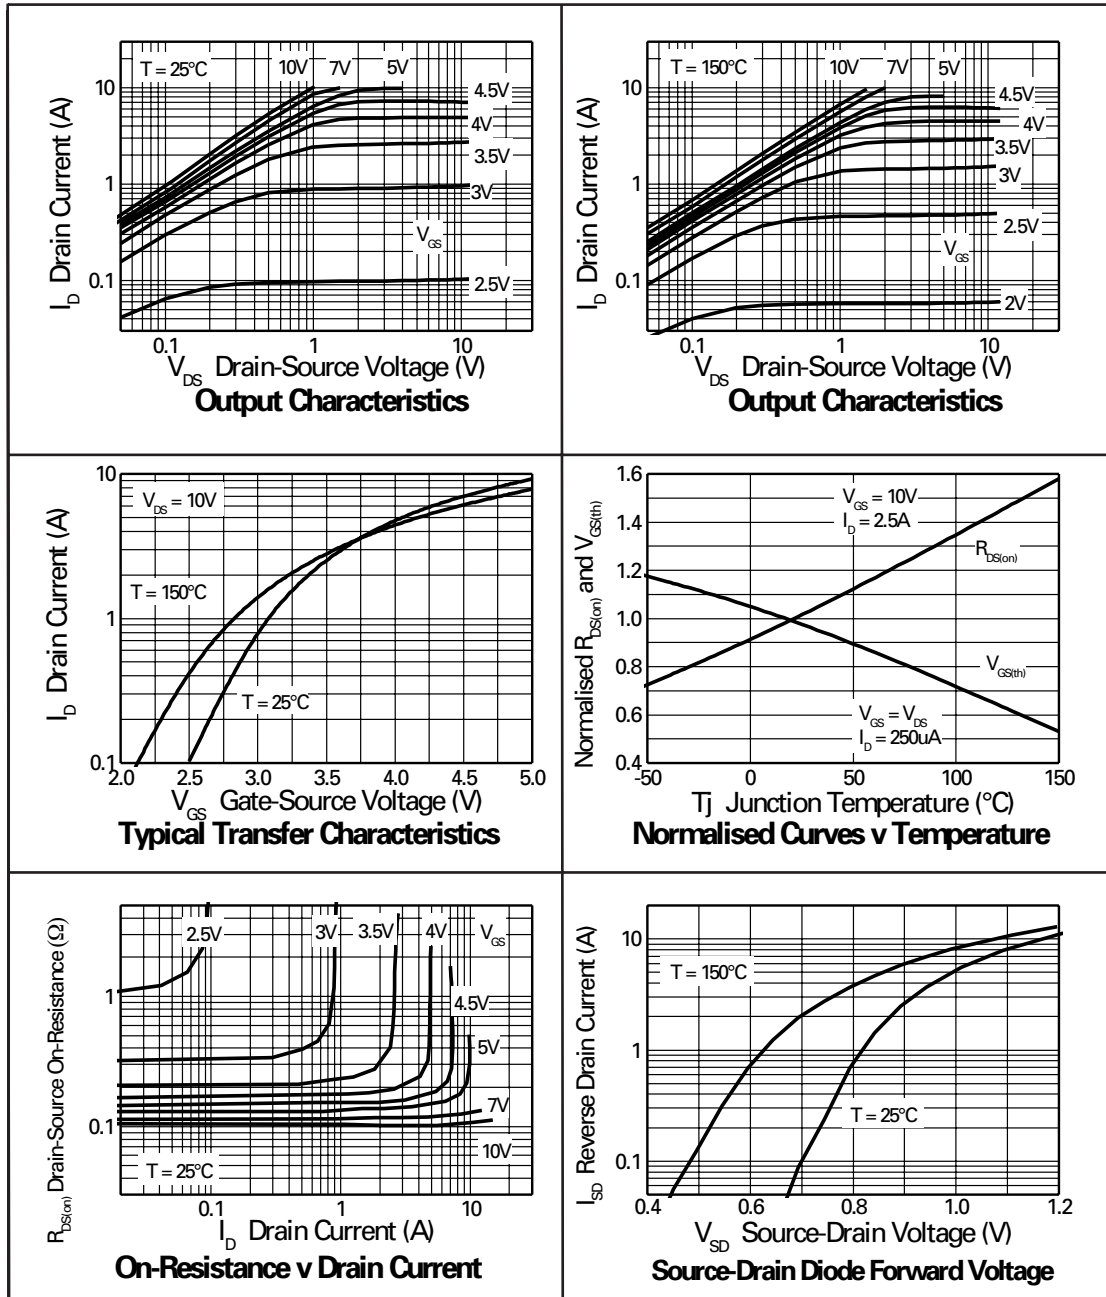 T = 25°C
10V
7V
5V
4.5V
4V
3.5V
3V
V_GS
2.5V
10
1
0.1
0.1
1
10
I_D Drain Current (A)
V_DS Drain-Source Voltage (V)
Output Characteristics
T = 150°C
10V
7V
5V
4.5V
4V
3.5V
3V
2.5V
V_GS
2V
10
1
0.1
0.1
1
10
I_D Drain Current (A)
V_DS Drain-Source Voltage (V)
Output Characteristics
V_DS = 10V
T = 150°C
T = 25°C
10
1
0.1
2.0
2.5
3.0
3.5
4.0
4.5
5.0
I_D Drain Current (A)
V_GS Gate-Source Voltage (V)
Typical Transfer Characteristics
V_GS = 10V
I_D = 2.5A
R_DS(on)
V_GS(th)
V_GS = V_DS
I_D = 250uA
1.6
1.4
1.2
1.0
0.8
0.6
0.4
-50
0
50
100
150
Normalised R_DS(on) and V_GS(th)
Tj Junction Temperature (°C)
Normalised Curves v Temperature
2.5V
3V
3.5V
4V
V_GS
4.5V
5V
7V
10V
T = 25°C
1
0.1
0.1
1
10
R_DS(on) Drain-Source On-Resistance (Ω)
I_D Drain Current (A)
On-Resistance v Drain Current
T = 150°C
T = 25°C
10
1
0.1
0.4
0.6
0.8
1.0
1.2
I_SD Reverse Drain Current (A)
V_SD Source-Drain Voltage (V)
Source-Drain Diode Forward Voltage